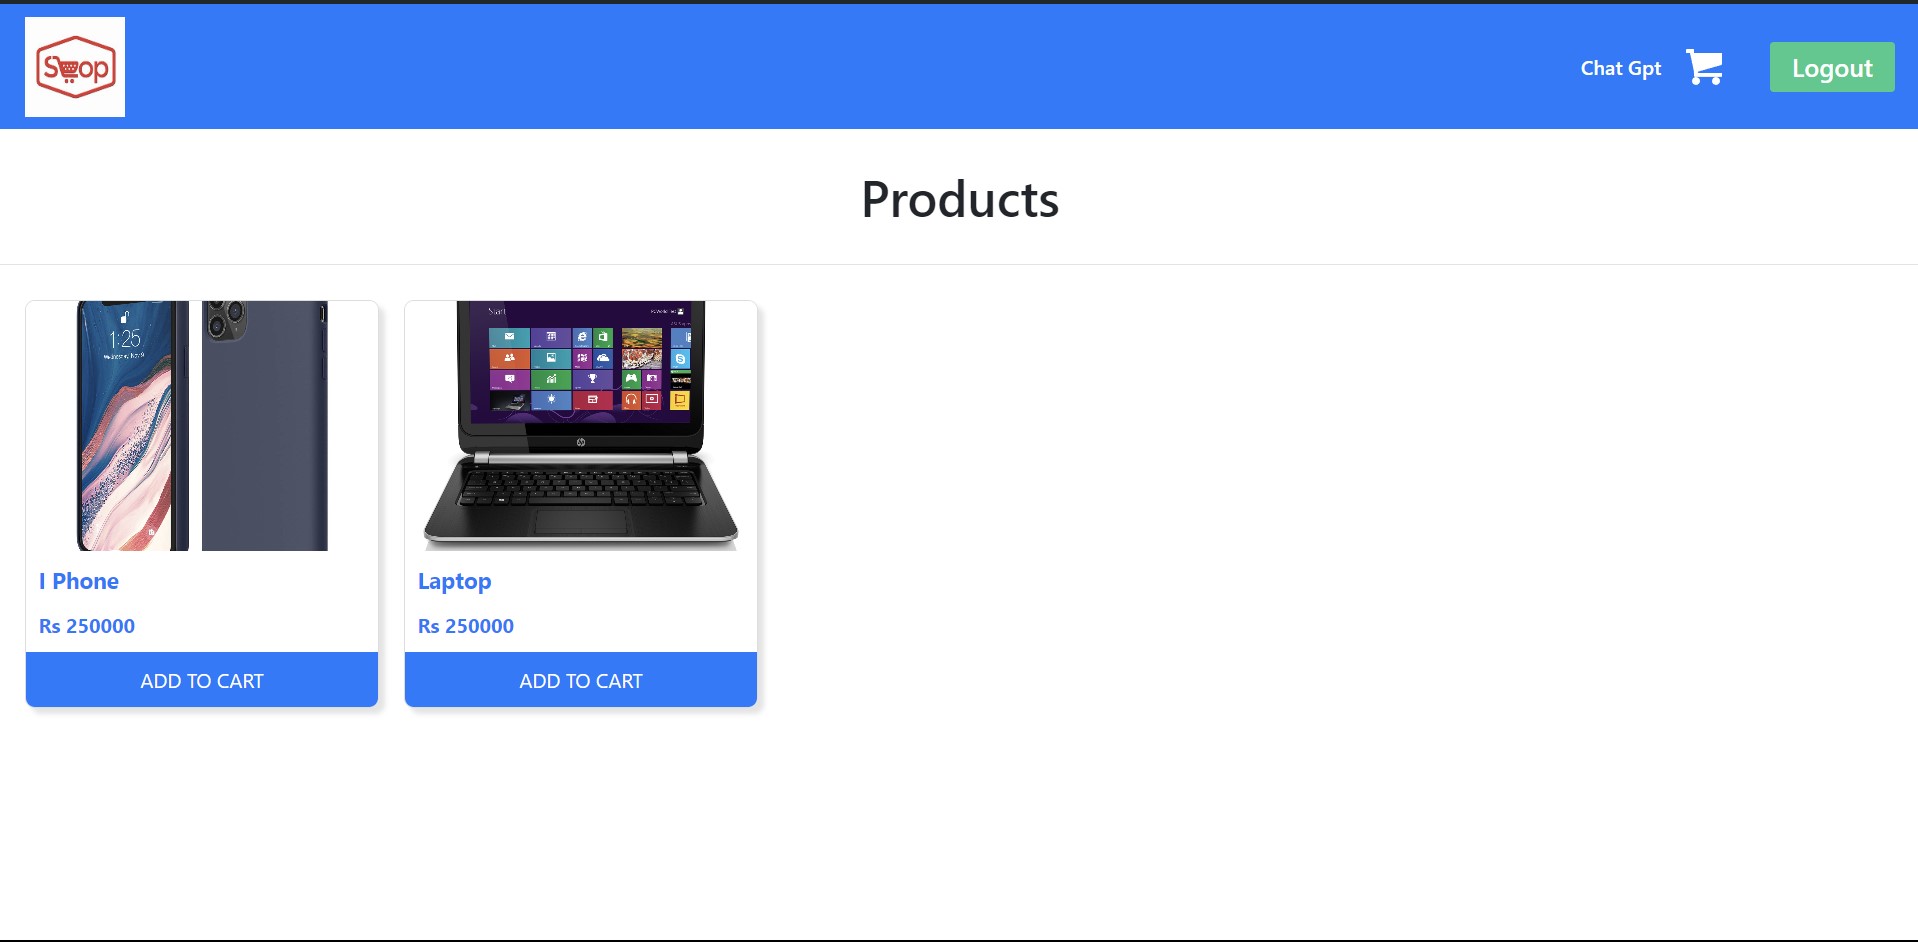 Shop
Chat Gpt
Logout
Products
1:25
Start
I Phone
Laptop
Rs 250000
Rs 250000
ADD TO CART
ADD TO CART